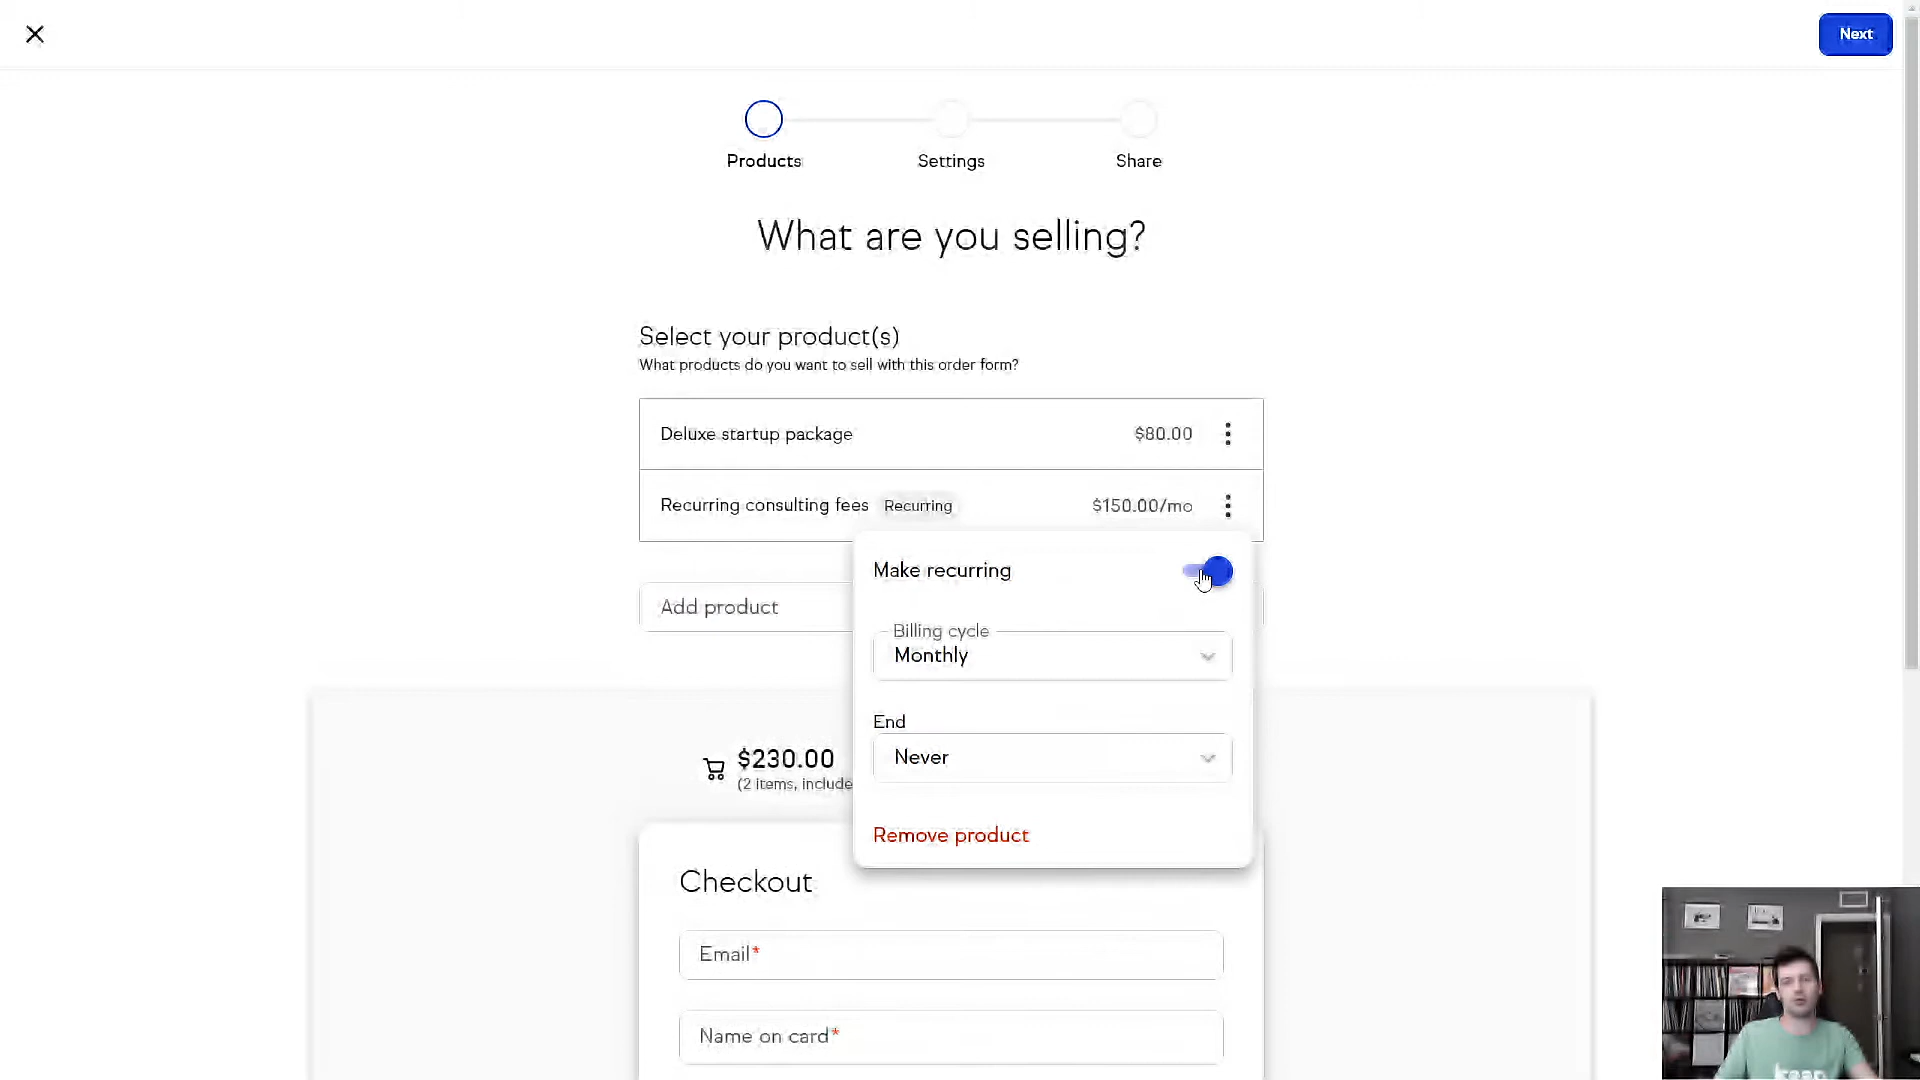 Next
Products
Settings
Share
What are you selling?
Select your product(s)
What products do you want to sell with this order form?
Deluxe startup package $80.00
Recurring consulting fees Recurring $150.00/mo
Make recurring
Add product
Billing cycle
Monthly
End
Never
$230.00
(2 items, include
Remove product
Checkout
Email*
Name on card*
keap